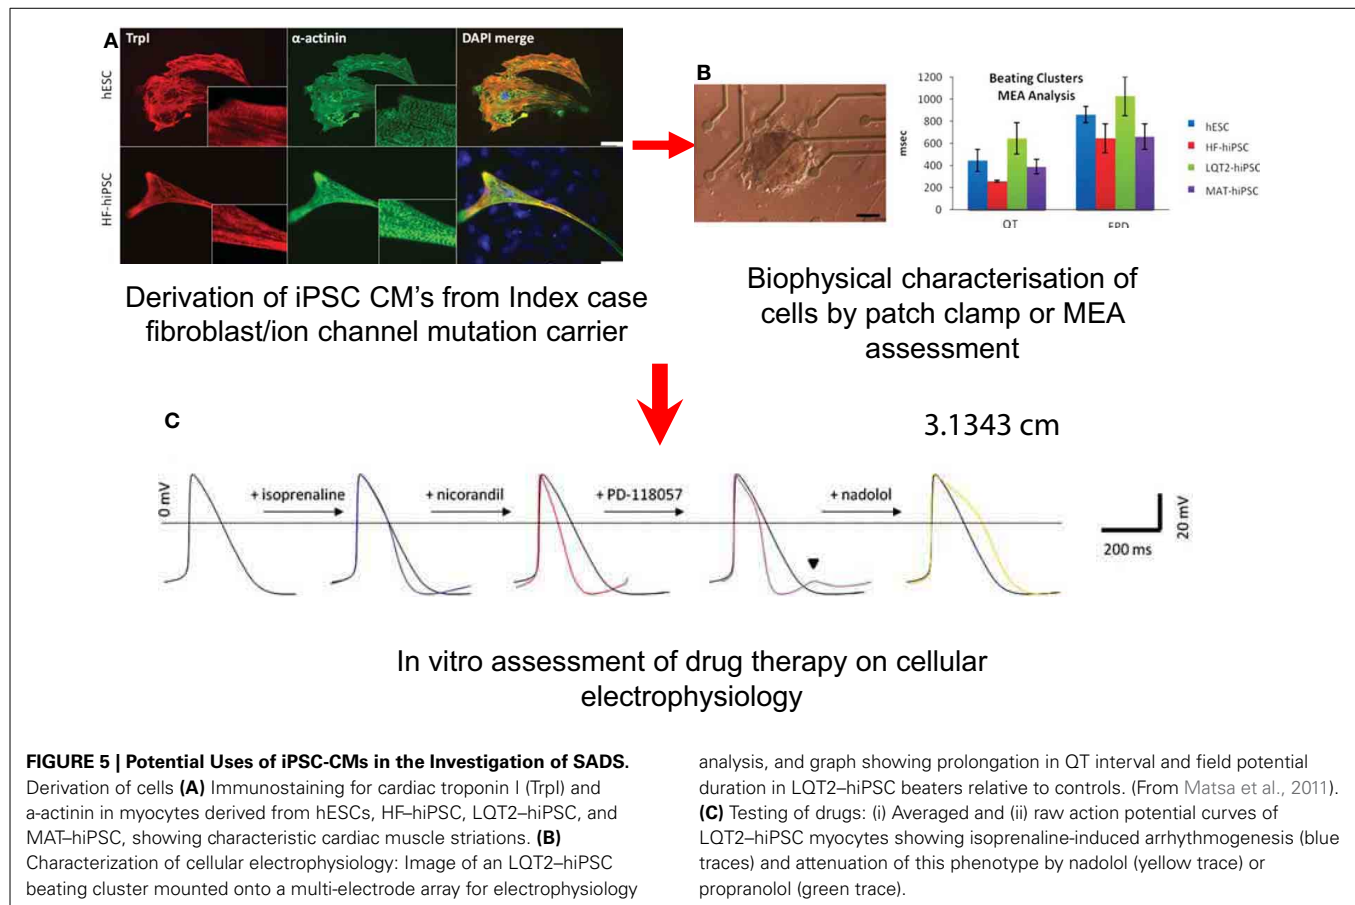 A
TrpI
α-actinin
DAPI merge
hESC
HF-hiPSC
Derivation of iPSC CM's from Index case
fibroblast/ion channel mutation carrier
B
Beating Clusters
MEA Analysis
msec
1200
1000
800
600
400
200
0
QT
FPD
hESC
HF-hiPSC
LQT2-hiPSC
MAT-hiPSC
Biophysical characterisation of
cells by patch clamp or MEA
assessment
C
3.1343 cm
0 mV
+ isoprenaline
+ nicorandil
+ PD-118057
+ nadolol
20 mV
200 ms
In vitro assessment of drug therapy on cellular
electrophysiology
FIGURE 5 | Potential Uses of iPSC-CMs in the Investigation of SADS.
Derivation of cells (A) Immunostaining for cardiac troponin I (TrpI) and
a-actinin in myocytes derived from hESCs, HF–hiPSC, LQT2–hiPSC, and
MAT–hiPSC, showing characteristic cardiac muscle striations. (B)
Characterization of cellular electrophysiology: Image of an LQT2–hiPSC
beating cluster mounted onto a multi-electrode array for electrophysiology
analysis, and graph showing prolongation in QT interval and field potential
duration in LQT2–hiPSC beaters relative to controls. (From Matsa et al., 2011).
(C) Testing of drugs: (i) Averaged and (ii) raw action potential curves of
LQT2–hiPSC myocytes showing isoprenaline-induced arrhythmogenesis (blue
traces) and attenuation of this phenotype by nadolol (yellow trace) or
propranolol (green trace).